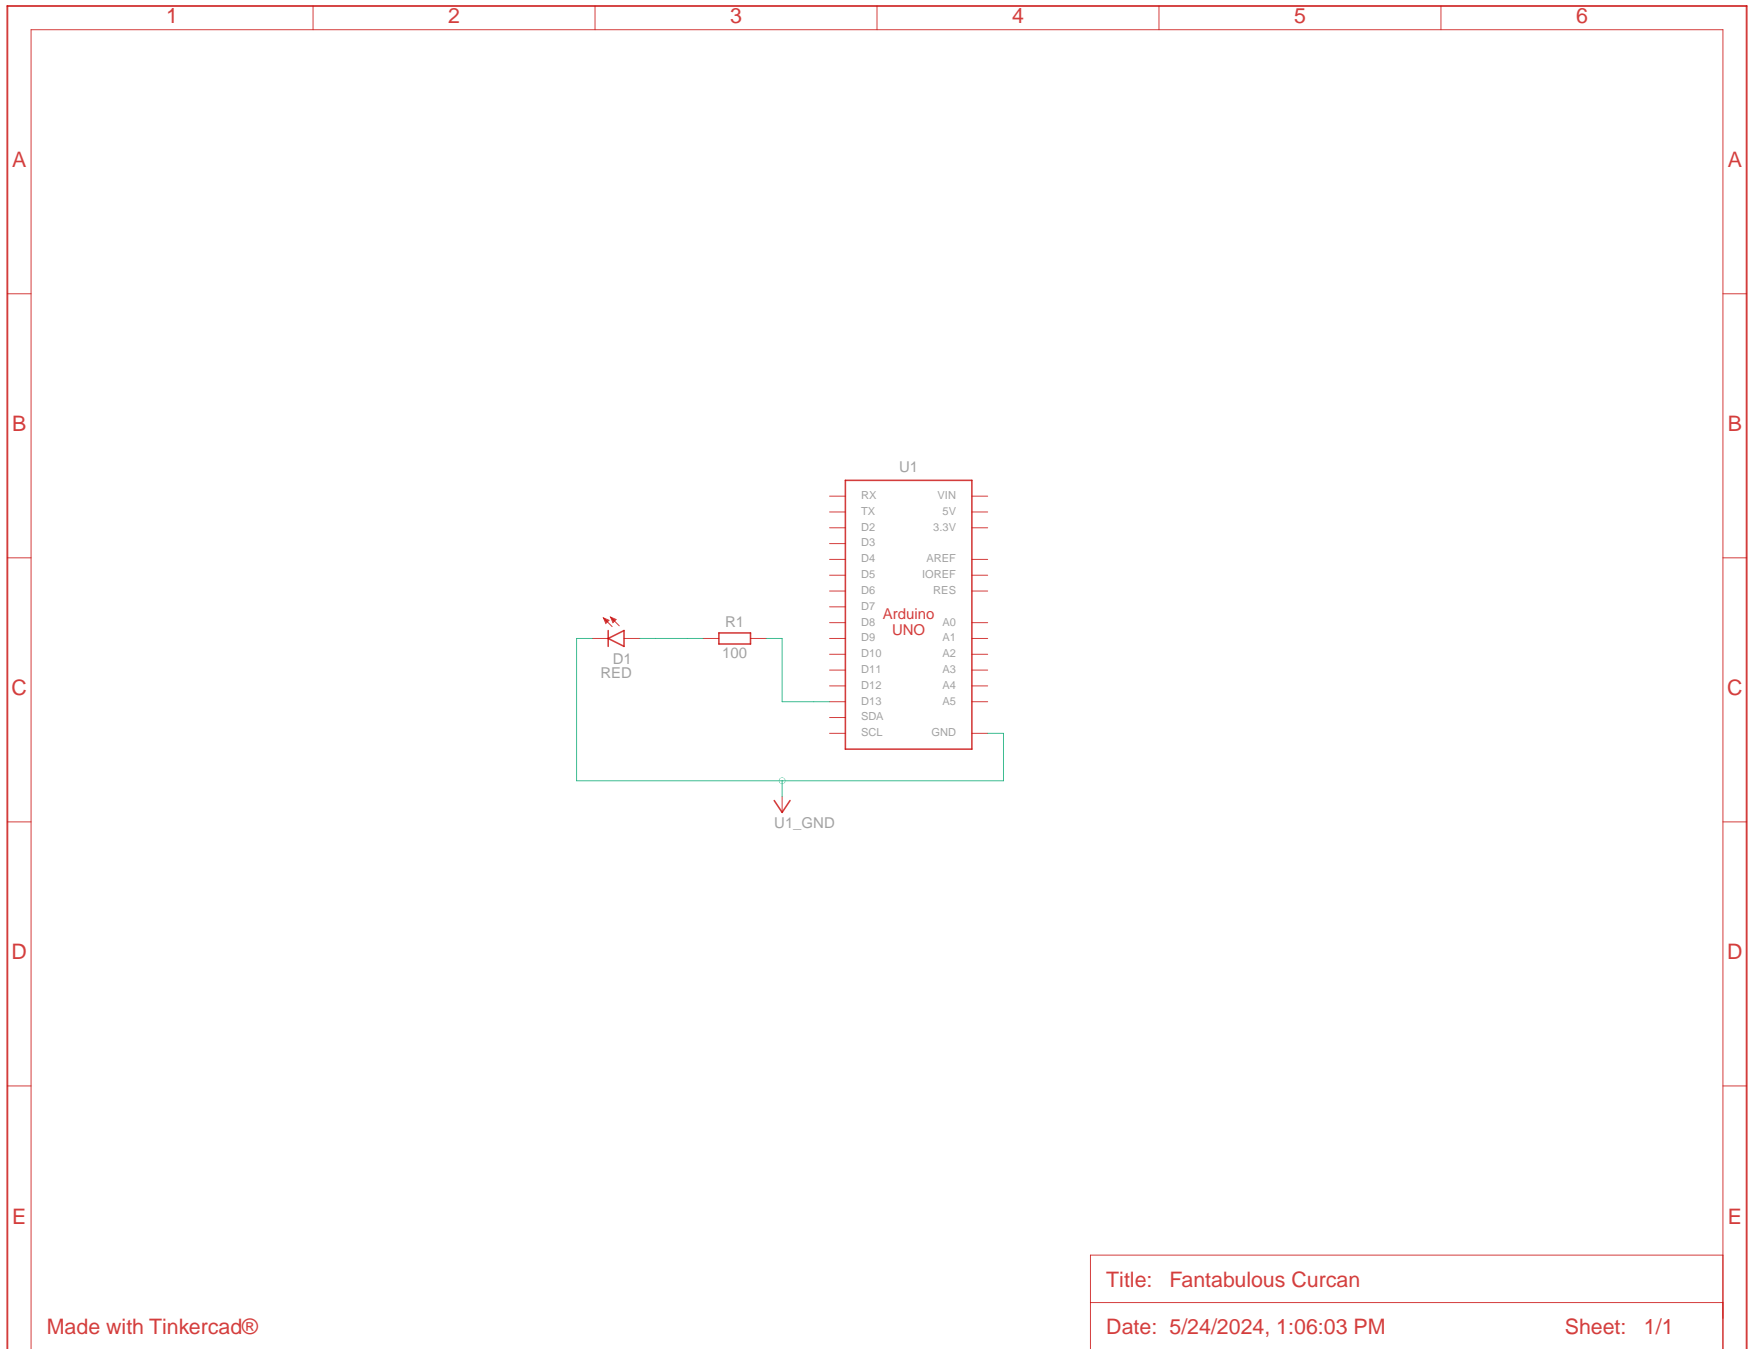 1 2 3 4 5 6
A A
B B
U1
RX VIN
TX 5V
D2 3.3V
D3
D4 AREF
D5 IOREF
D6 RES
D7
Arduino
UNO
D8 A0
D9 A1
D10 A2
D11 A3
D12 A4
D13 A5
SDA
SCL GND
R1
100
D1
RED
C C
U1_GND
D D
E E
Title: Fantabulous Curcan
Made with Tinkercad®
Date: 5/24/2024, 1:06:03 PM Sheet: 1/1